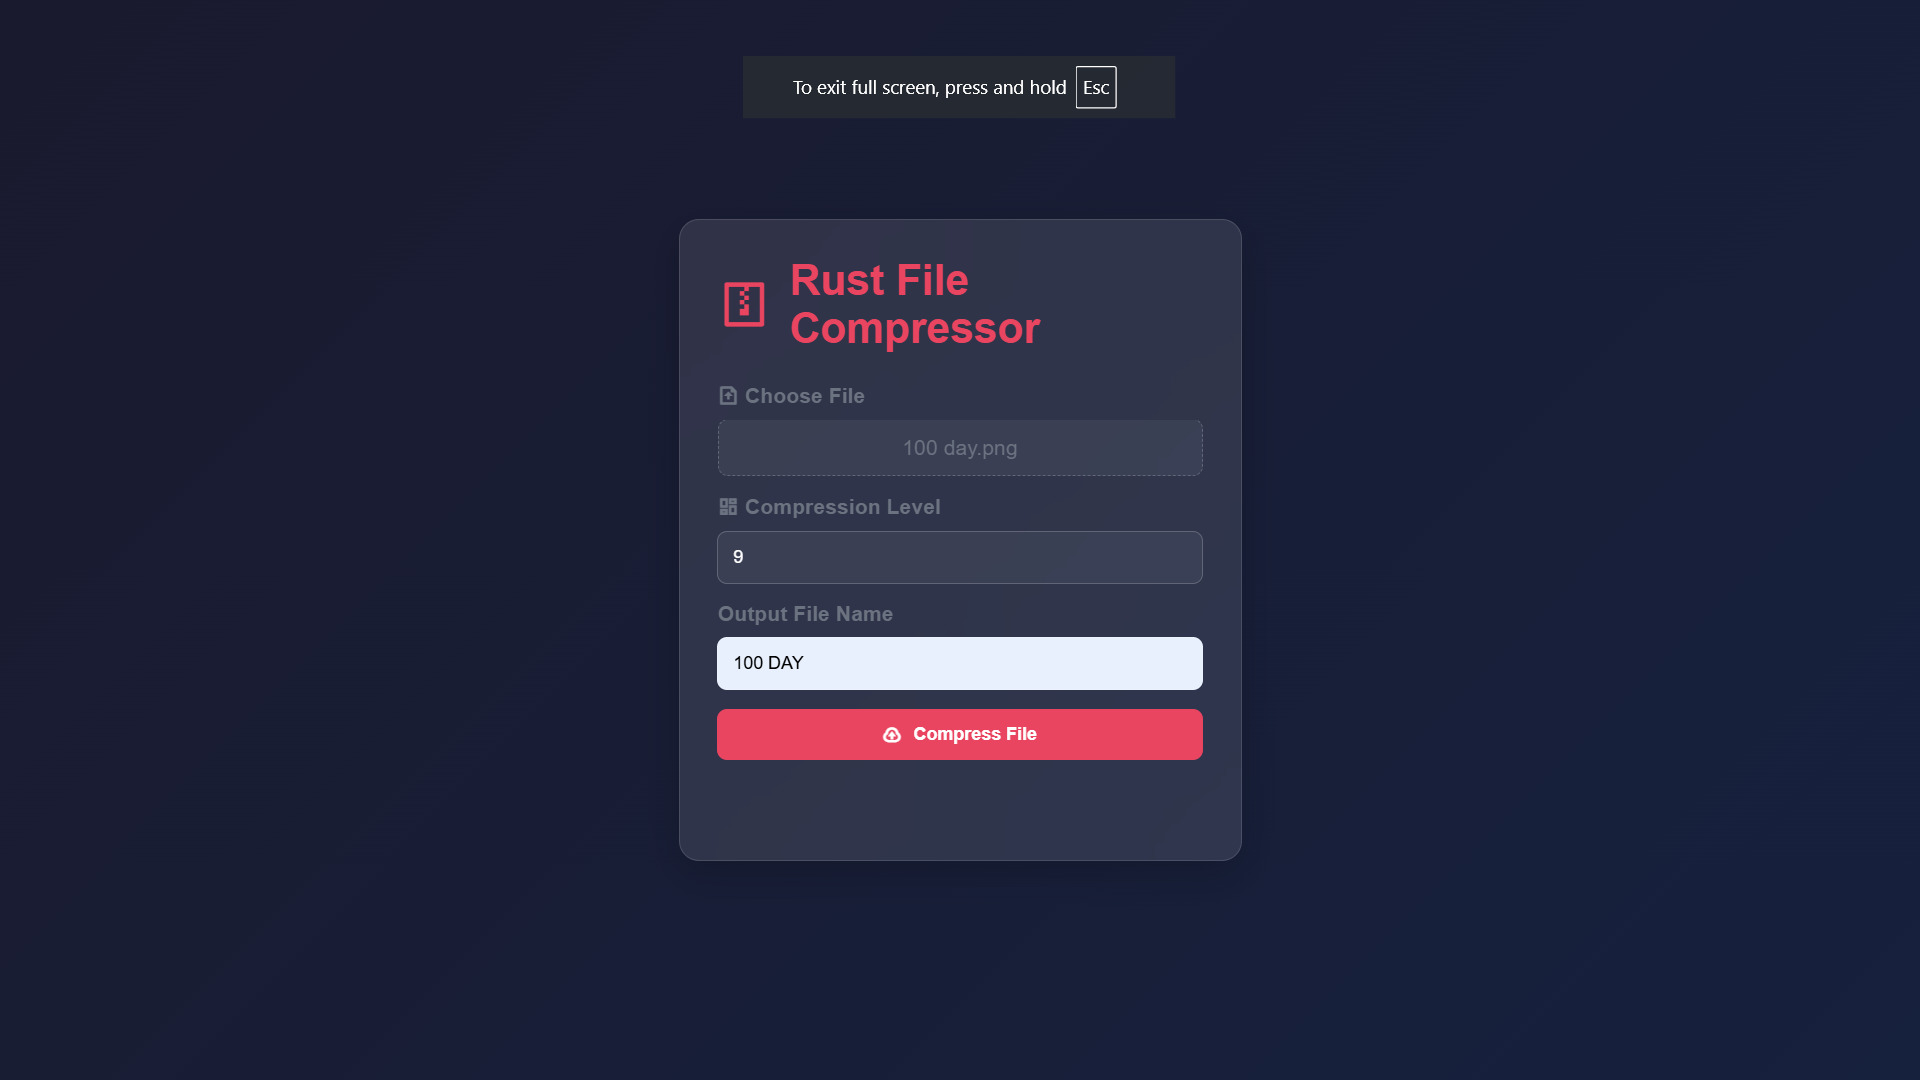 To exit full screen, press and hold Esc
Rust File
Compressor
Choose File
100 day.png
Compression Level
9
Output File Name
100 DAY
Compress File